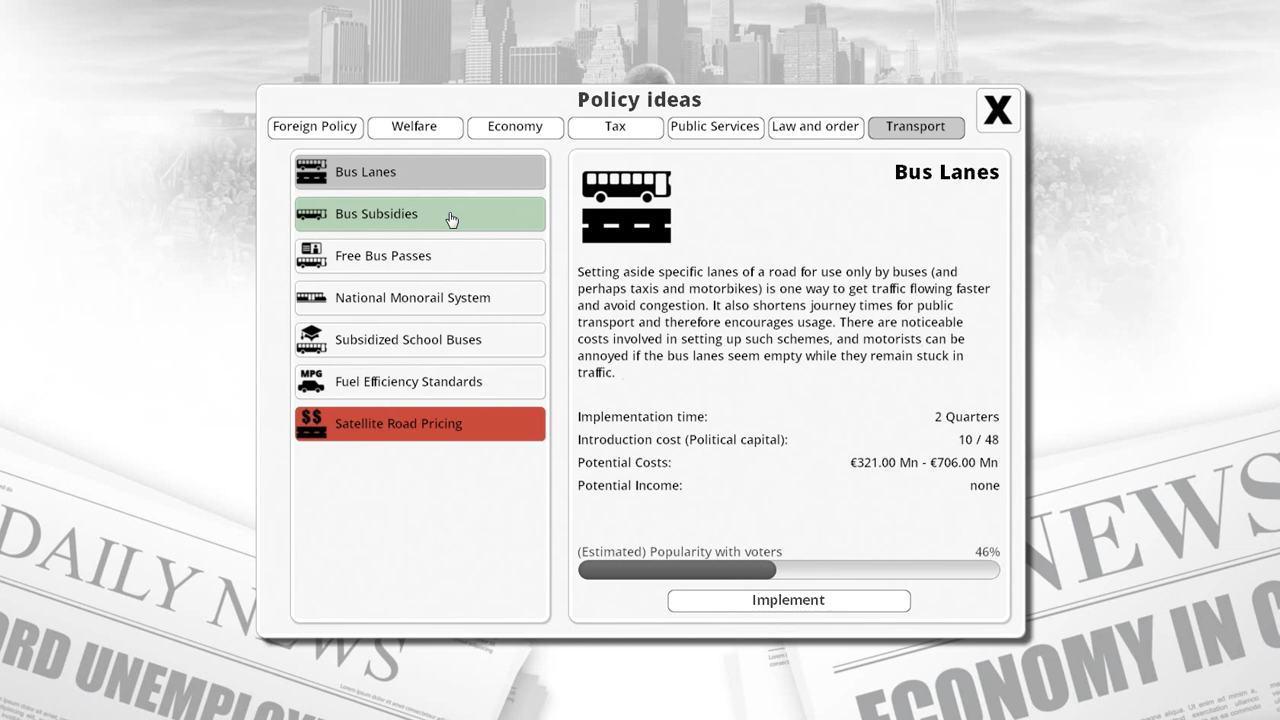 Policy ideas
X
Foreign Policy
Welfare
Economy
Tax
Public Services
Law and order
Transport
Bus Lanes
Bus Subsidies
Free Bus Passes
National Monorail System
Subsidized School Buses
MPG
Fuel Efficiency Standards
$$
Satellite Road Pricing
Bus Lanes
Setting aside specific lanes of a road for use only by buses (and
perhaps taxis and motorbikes) is one way to get traffic flowing faster
and avoid congestion. It also shortens journey times for public
transport and therefore encourages usage. There are noticeable
costs involved in setting up such schemes, and motorists can be
annoyed if the bus lanes seem empty while they remain stuck in
traffic.
Implementation time: 2 Quarters
Introduction cost (Political capital): 10 / 48
Potential Costs: €321.00 Mn - €706.00 Mn
Potential Income: none
(Estimated) Popularity with voters 46%
Implement
DAILY NEWS
ORD UNEMPLO
NEWS
ECONOMY IN C